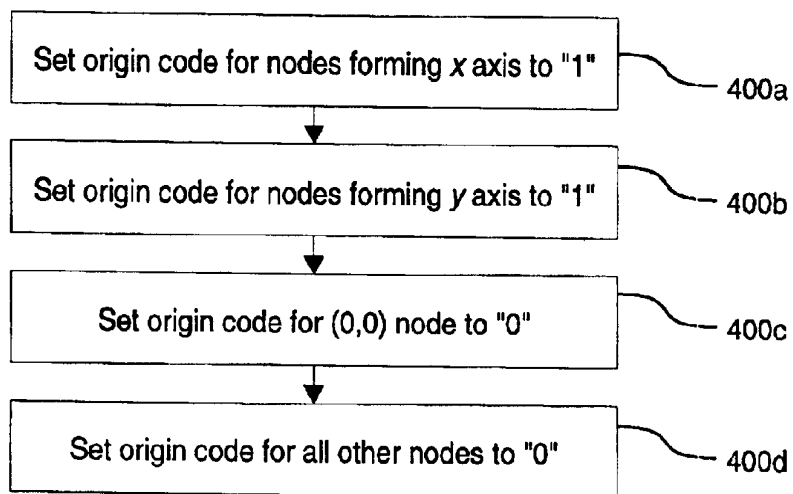 Set origin code for nodes forming x axis to "1"
400a
Set origin code for nodes forming y axis to "1"
400b
Set origin code for (0,0) node to "0"
400c
Set origin code for all other nodes to "0"
400d